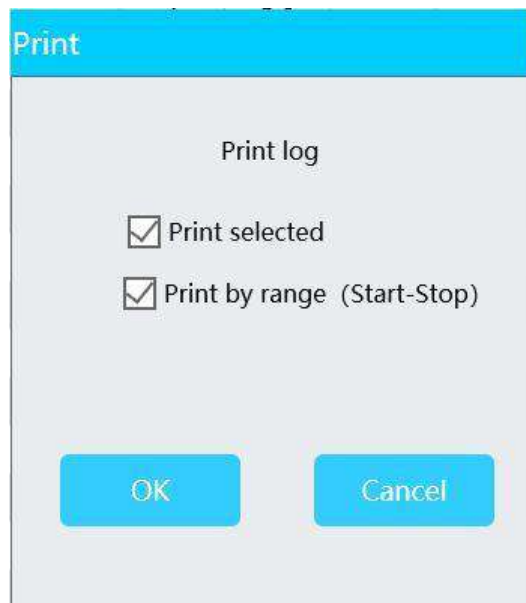 Print
Print log
Print selected
Print by range (Start-Stop)
OK
Cancel